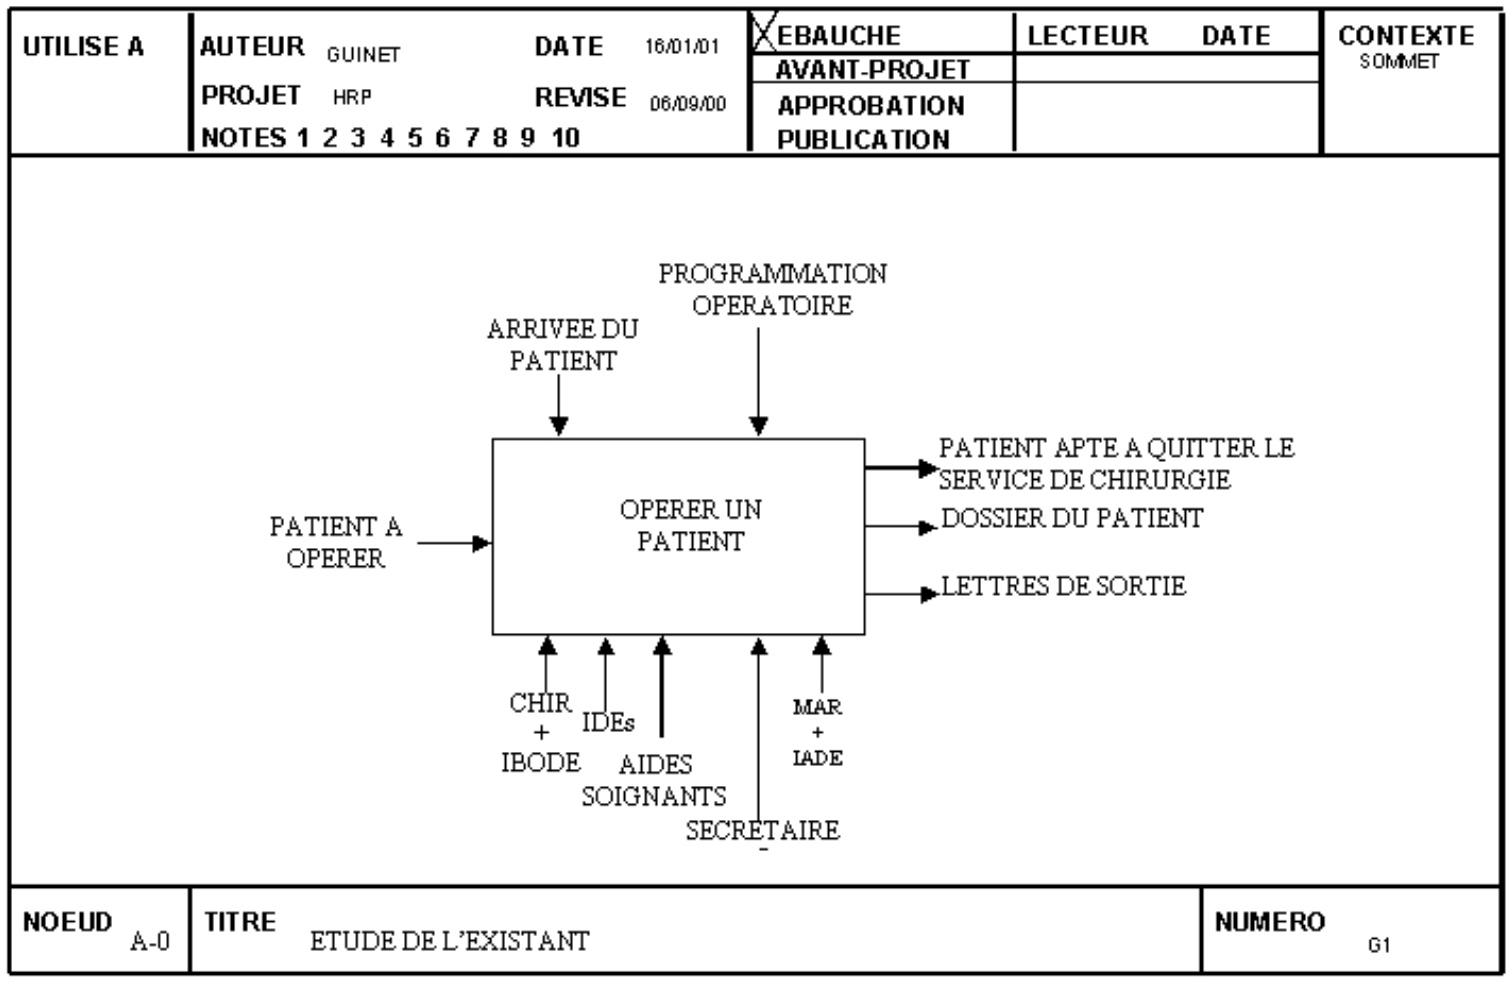 UTILISE A
AUTEUR GUINET DATE 16/01/01
PROJET HRP REVISE 06/09/00
NOTES 1 2 3 4 5 6 7 8 9 10
EBAUCHE
AVANT-PROJET
APPROBATION
PUBLICATION
LECTEUR DATE
CONTEXTE
SOMMET
PROGRAMMATION
OPERATOIRE
ARRIVEE DU
PATIENT
PATIENT APTE A QUITTER LE
SERVICE DE CHIRURGIE
DOSSIER DU PATIENT
LETTRES DE SORTIE
OPERER UN
PATIENT
PATIENT A
OPERER
CHIR
+
IBODE
IDEs
AIDES
SOIGNANTS
SECRETAIRE
MAR
+
IADE
NOEUD A-0
TITRE ETUDE DE L'EXISTANT
NUMERO G1